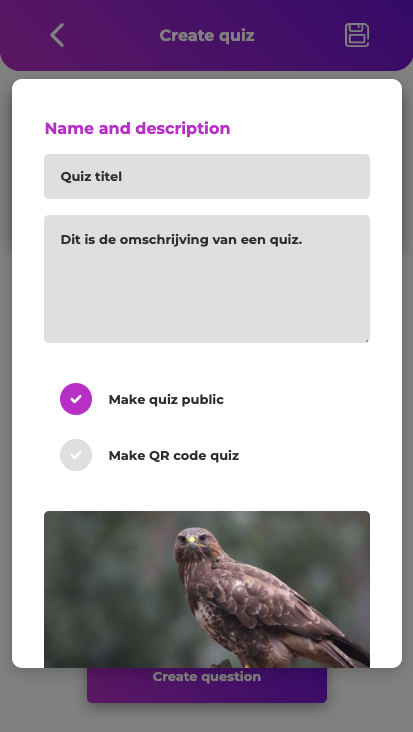 Create quiz
Name and description
Quiz titel
Dit is de omschrijving van een quiz.
Make quiz public
Make QR code quiz
Create question